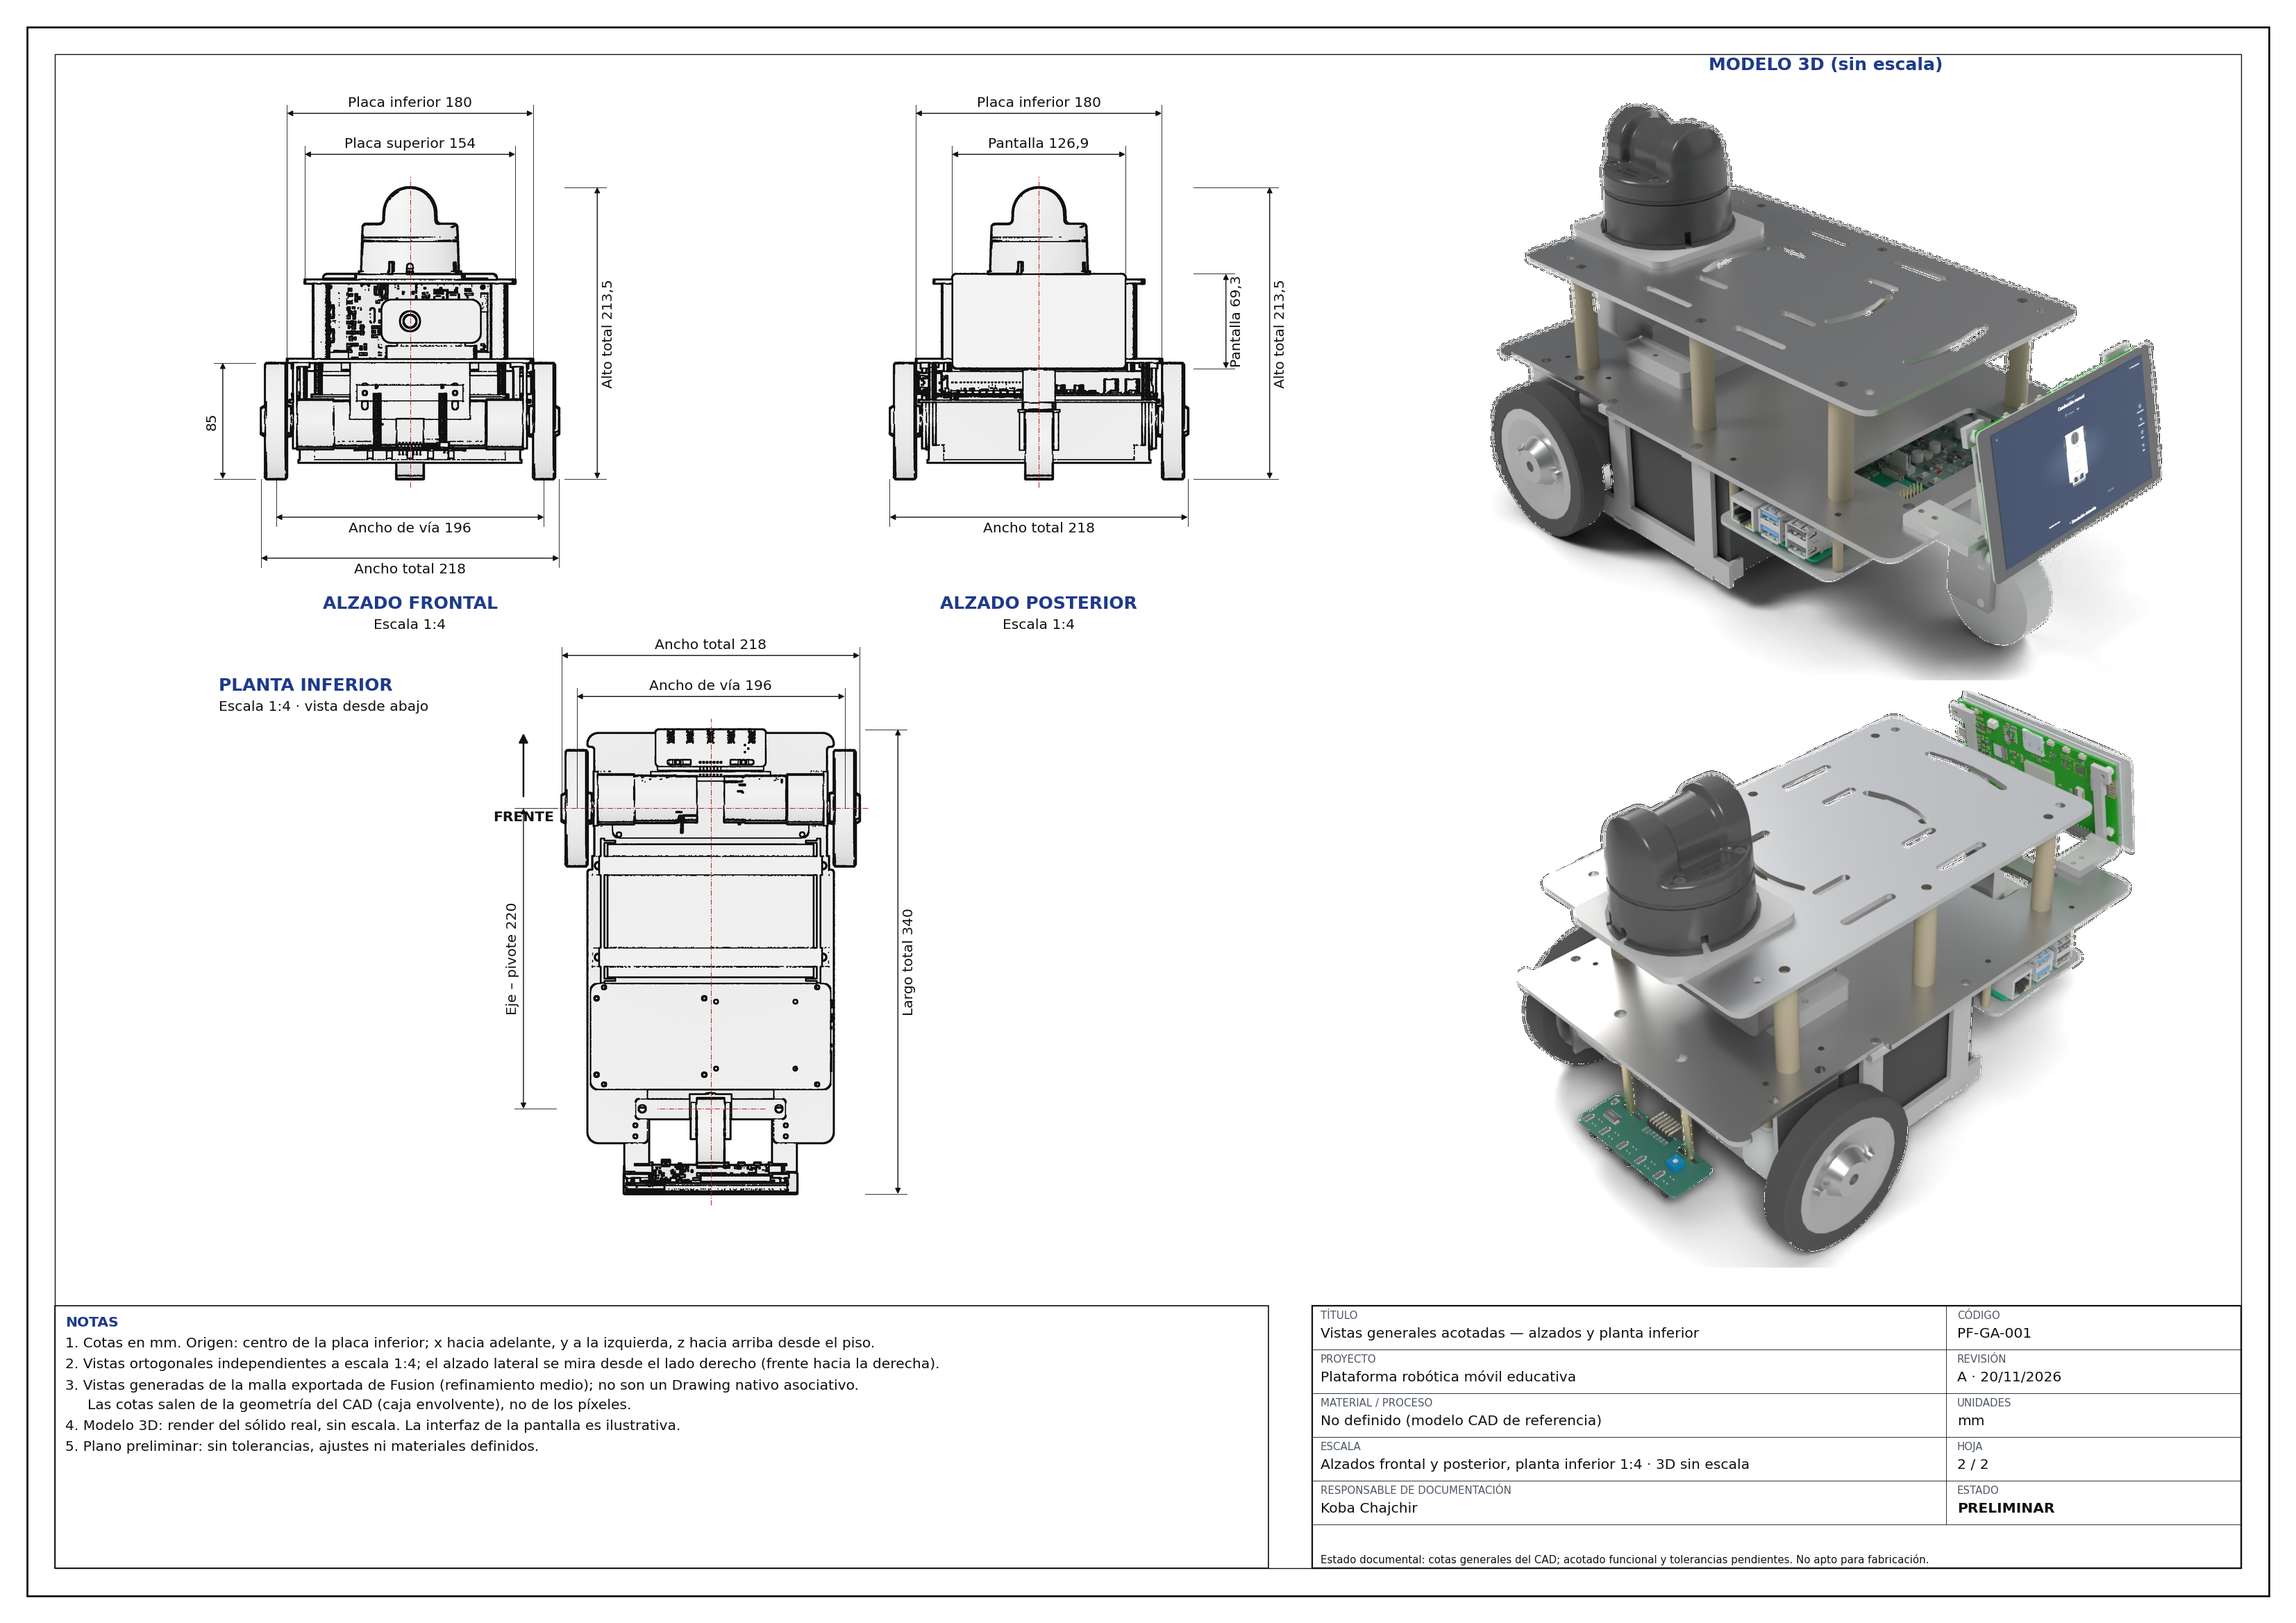 MODELO 3D (sin escala)
Placa inferior 180
Placa superior 154
Alto total 213,5
85
Ancho de vía 196
Ancho total 218
ALZADO FRONTAL
Escala 1:4
Placa inferior 180
Pantalla 126,9
Pantalla 69,3
Alto total 213,5
Ancho total 218
ALZADO POSTERIOR
Escala 1:4
PLANTA INFERIOR
Escala 1:4 · vista desde abajo
Ancho total 218
Ancho de vía 196
FRENTE
Eje – pivote 220
Largo total 340
NOTAS
1. Cotas en mm. Origen: centro de la placa inferior; x hacia adelante, y a la izquierda, z hacia arriba desde el piso.
2. Vistas ortogonales independientes a escala 1:4; el alzado lateral se mira desde el lado derecho (frente hacia la derecha).
3. Vistas generadas de la malla exportada de Fusion (refinamiento medio); no son un Drawing nativo asociativo.
Las cotas salen de la geometría del CAD (caja envolvente), no de los píxeles.
4. Modelo 3D: render del sólido real, sin escala. La interfaz de la pantalla es ilustrativa.
5. Plano preliminar: sin tolerancias, ajustes ni materiales definidos.
TÍTULO
Vistas generales acotadas — alzados y planta inferior
CÓDIGO
PF-GA-001
PROYECTO
Plataforma robótica móvil educativa
REVISIÓN
A · 20/11/2026
MATERIAL / PROCESO
No definido (modelo CAD de referencia)
UNIDADES
mm
ESCALA
Alzados frontal y posterior, planta inferior 1:4 · 3D sin escala
HOJA
2 / 2
RESPONSABLE DE DOCUMENTACIÓN
Koba Chajchir
ESTADO
PRELIMINAR
Estado documental: cotas generales del CAD; acotado funcional y tolerancias pendientes. No apto para fabricación.